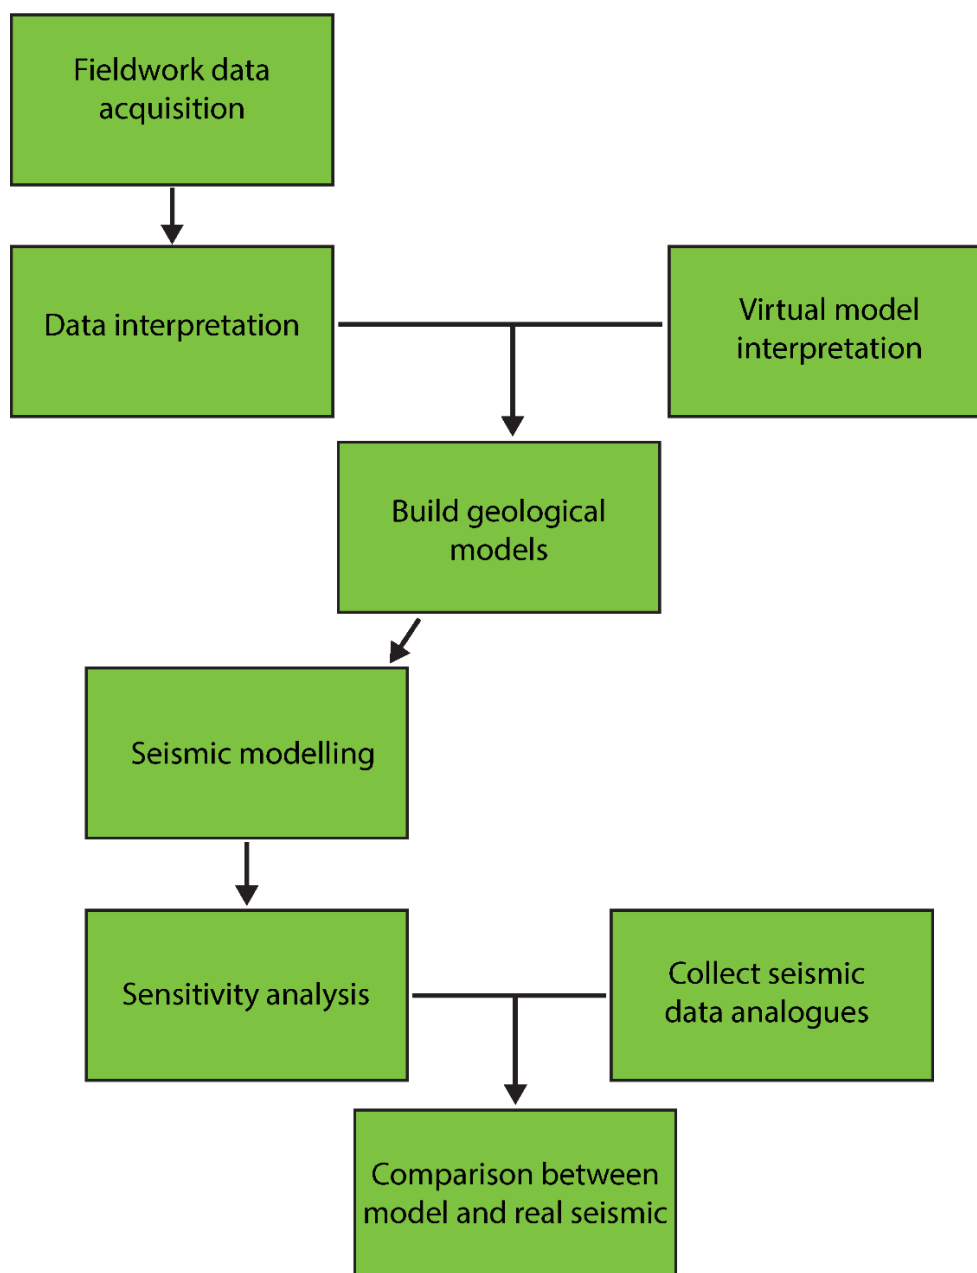 Fieldwork data
acquisition
Data interpretation
Virtual model
interpretation
Build geological
models
Seismic modelling
Sensitivity analysis
Collect seismic
data analogues
Comparison between
model and real seismic